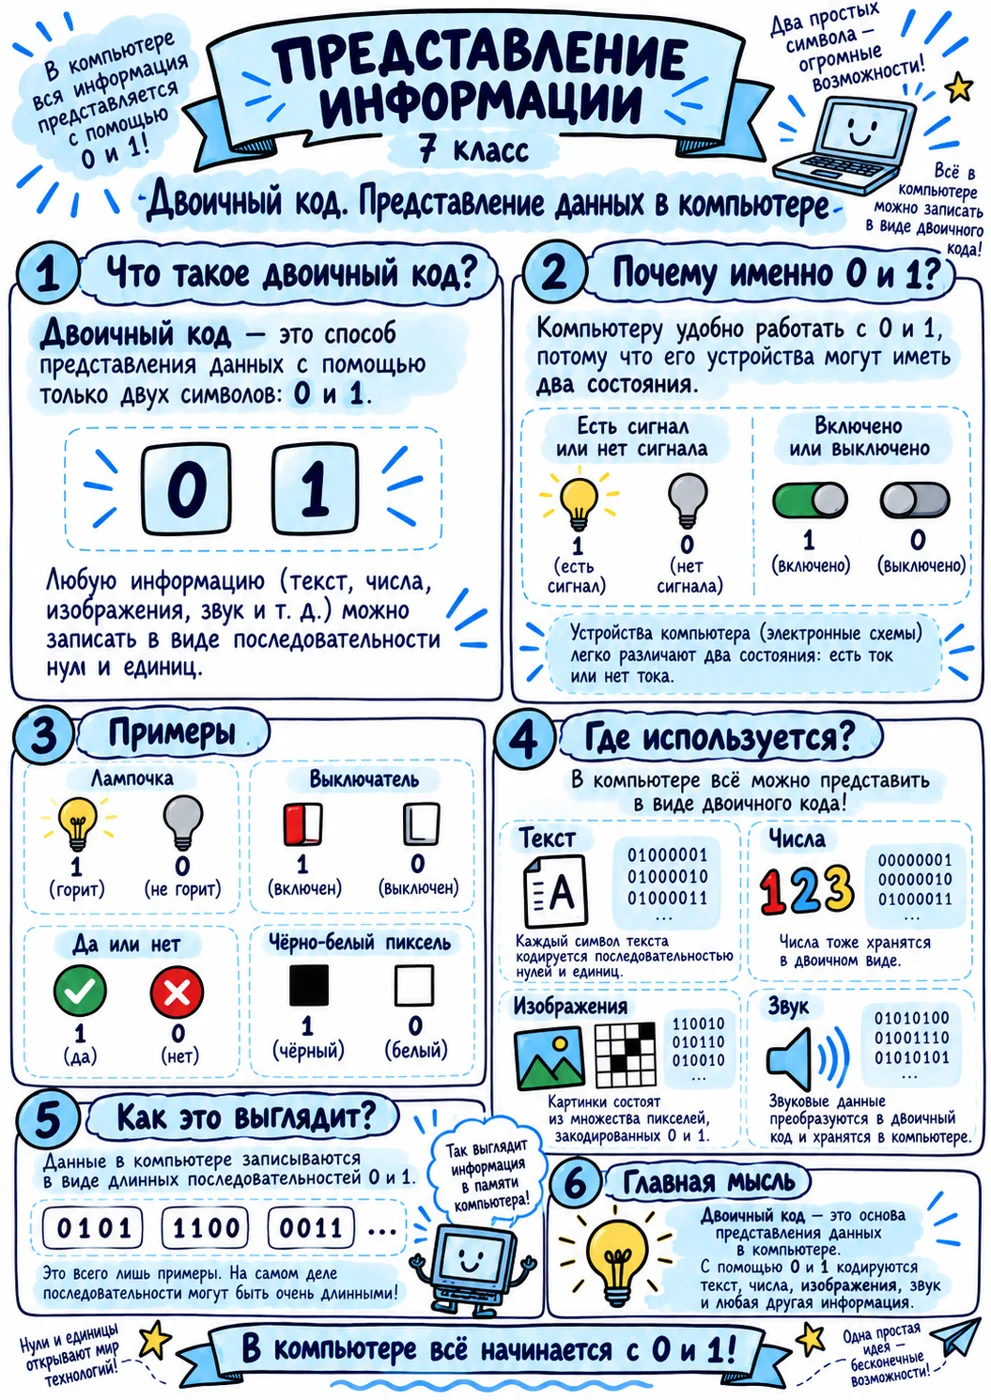 В компьютере
вся информация
представляется
с помощью
0 и 1!
ПРЕДСТАВЛЕНИЕ
ИНФОРМАЦИИ
7 класс
Два простых
символа —
огромные
возможности!
Всё в
компьютере
можно записать
в виде двоичного
кода!
Двоичный код. Представление данных в компьютере
1 Что такое двоичный код?
Двоичный код — это способ
представления данных с помощью
только двух символов: 0 и 1.
0 1
Любую информацию (текст, числа,
изображения, звук и т. д.) можно
записать в виде последовательности
нулй и единиц.
2 Почему именно 0 и 1?
Компьютеру удобно работать с 0 и 1,
потому что его устройства могут иметь
два состояния.
Есть сигнал
или нет сигнала
1
(есть
сигнал)
0
(нет
сигнала)
Включено
или выключено
1
(включено)
0
(выключено)
Устройства компьютера (электронные схемы)
легко различают два состояния: есть ток
или нет тока.
3 Примеры
Лампочка
1
(горит)
0
(не горит)
Выключатель
1
(включен)
0
(выключен)
Да или нет
1
(да)
0
(нет)
Чёрно-белый пиксель
1
(чёрный)
0
(белый)
4 Где используется?
В компьютере всё можно представить
в виде двоичного кода!
Текст
A
01000001
01000010
01000011
...
Каждый символ текста
кодируется последовательностью
нулей и единиц.
Числа
123
00000001
00000010
01000011
...
Числа тоже хранятся
в двоичном виде.
Изображения
110010
010110
010010
...
Картинки состоят
из множества пикселей,
закодированных 0 и 1.
Звук
01010100
01001110
01010101
...
Звуковые данные
преобразуются в двоичный
код и хранятся в компьютере.
5 Как это выглядит?
Данные в компьютере записываются
в виде длинных последовательностей 0 и 1.
0101 1100 0011 ...
Это всего лишь примеры. На самом деле
последовательности могут быть очень длинными!
Так выглядит
информация
в памяти
компьютера!
6 Главная мысль
Двоичный код — это основа
представления данных
в компьютере.
С помощью 0 и 1 кодируются
текст, числа, изображения, звук
и любая другая информация.
Нули и единицы
открывают мир
технологий!
В компьютере всё начинается с 0 и 1!
Одна простая
идея —
бесконечные
возможности!